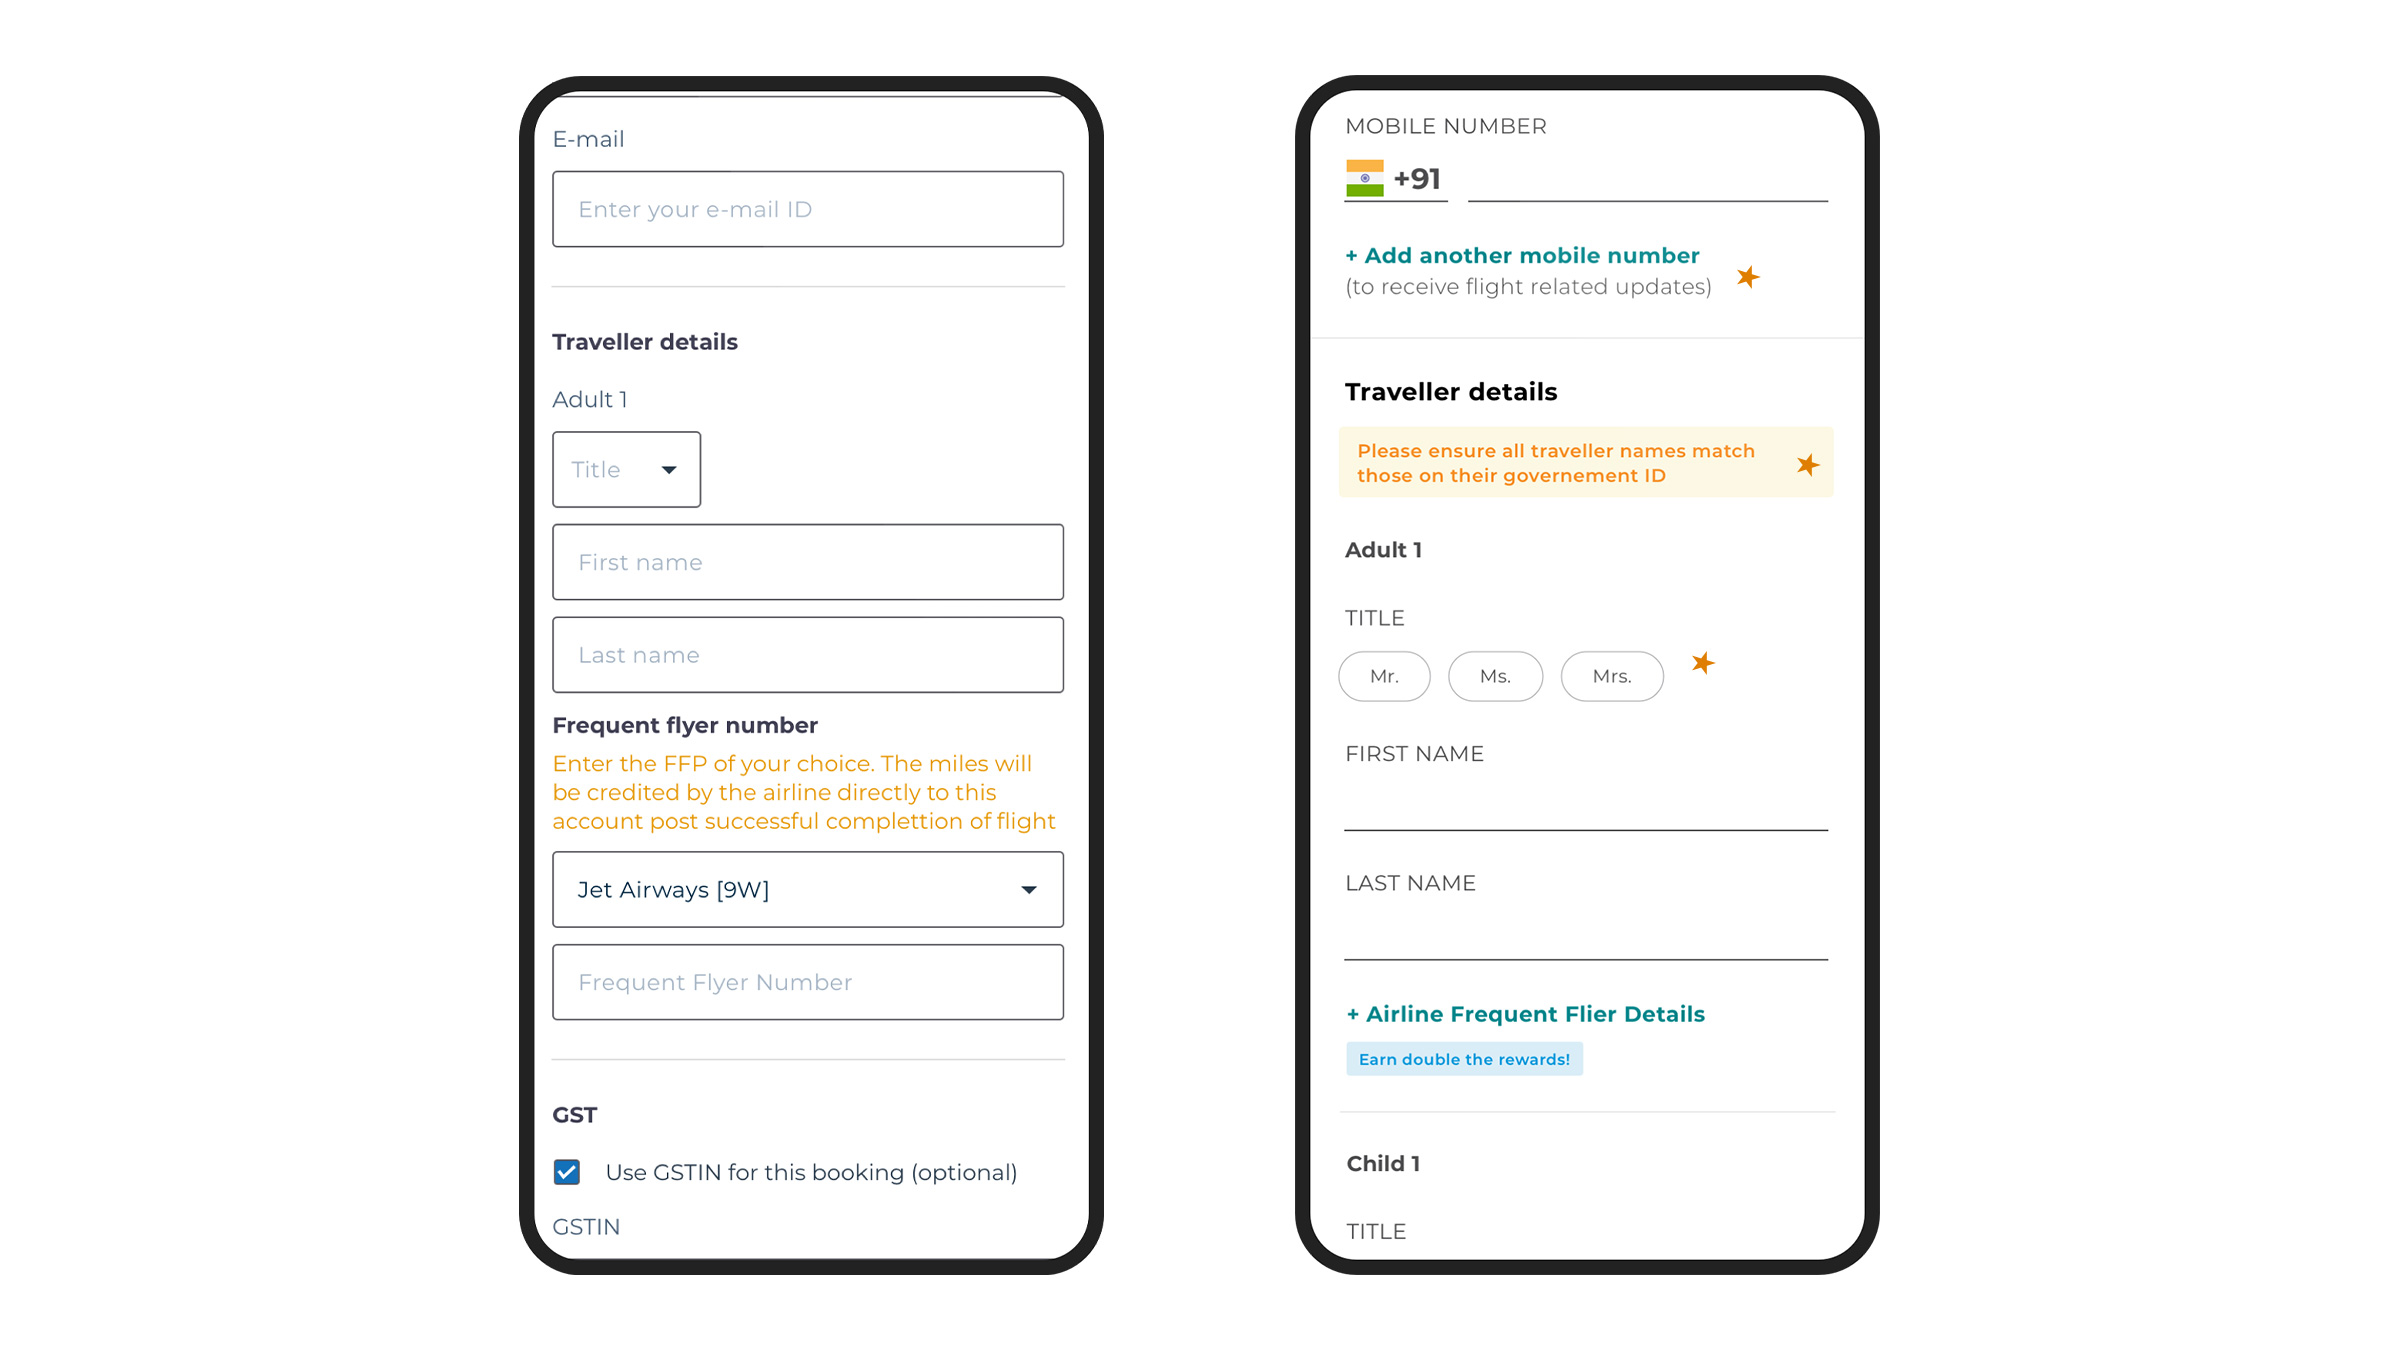 E-mail
Enter your e-mail ID
Traveller details
Adult 1
Title
First name
Last name
Frequent flyer number
Enter the FFP of your choice. The miles will
be credited by the airline directly to this
account post successful complettion of flight
Jet Airways [9W]
Frequent Flyer Number
GST
Use GSTIN for this booking (optional)
GSTIN
MOBILE NUMBER
+91
+ Add another mobile number
(to receive flight related updates)
Traveller details
Please ensure all traveller names match
those on their governement ID
Adult 1
TITLE
Mr. Ms. Mrs.
FIRST NAME
LAST NAME
+ Airline Frequent Flier Details
Earn double the rewards!
Child 1
TITLE